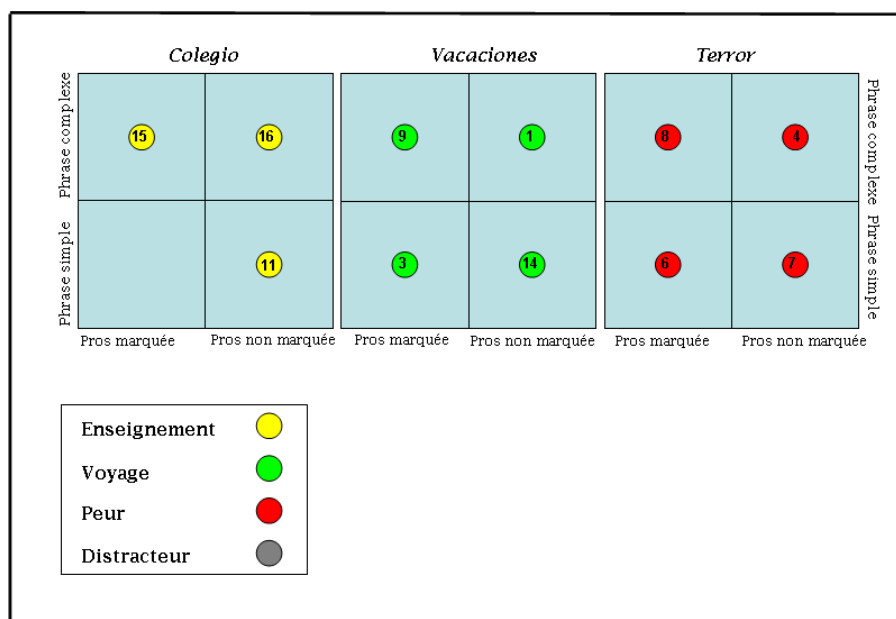 Colegio Vacaciones Terror
Phrase complexe 15 16 9 1 8 4 Phrase complexe
Phrase simple 11 3 14 6 7 Phrase simple
Pros marquée Pros non marquée Pros marquée Pros non marquée Pros marquée Pros non marquée
Enseignement
Voyage
Peur
Distracteur